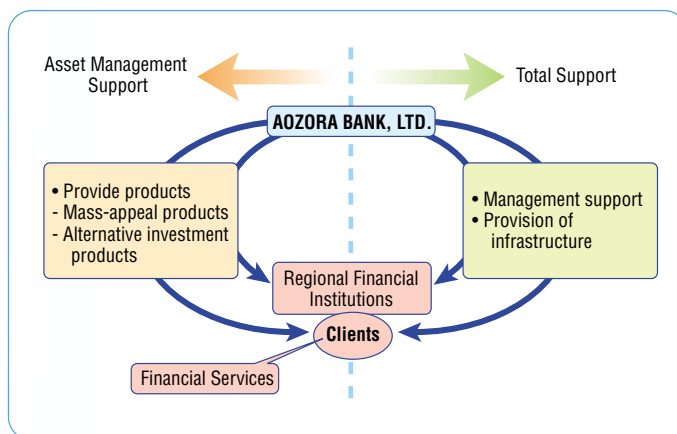 Asset Management
Support
Total Support
AOZORA BANK, LTD.
• Provide products
- Mass-appeal products
- Alternative investment
products
• Management support
• Provision of
infrastructure
Regional Financial
Institutions
Clients
Financial Services